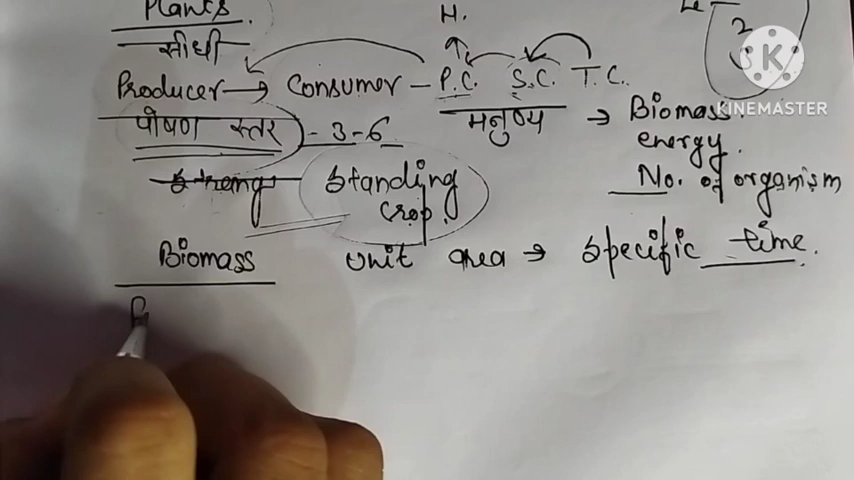 Plants.
H.
सीधी
Producer → Consumer – P.C. S.C. T.C.
पोषण स्तर - 3-6
मनुष्य → Biomass.
energy.
No. of organism
Standing
crop.
Biomass unit area → specific time.
KINEMASTER